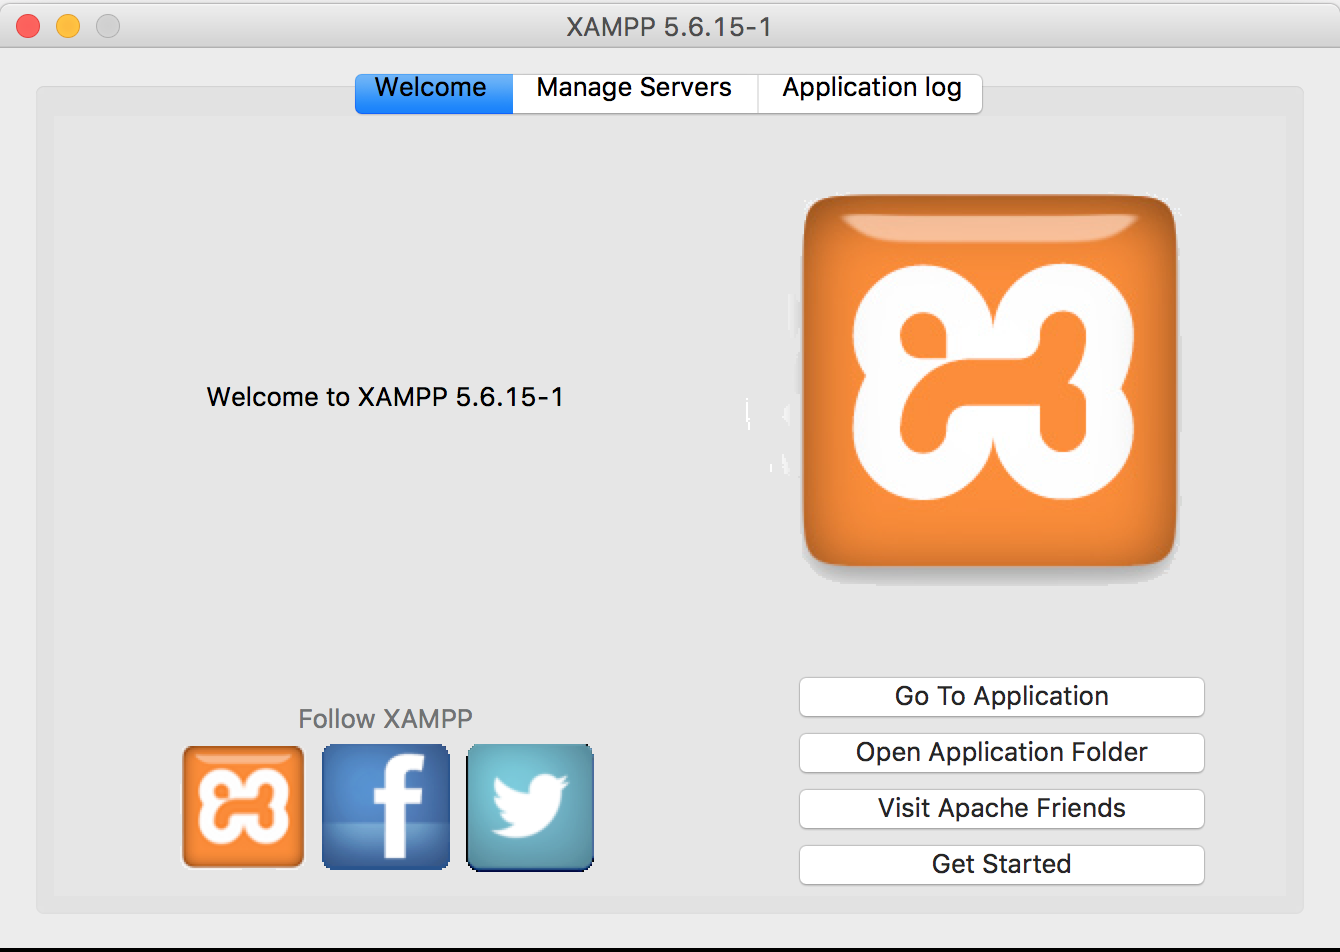 XAMPP 5.6.15-1
Welcome Manage Servers Application log
Welcome to XAMPP 5.6.15-1
Follow XAMPP
Go To Application
Open Application Folder
Visit Apache Friends
Get Started